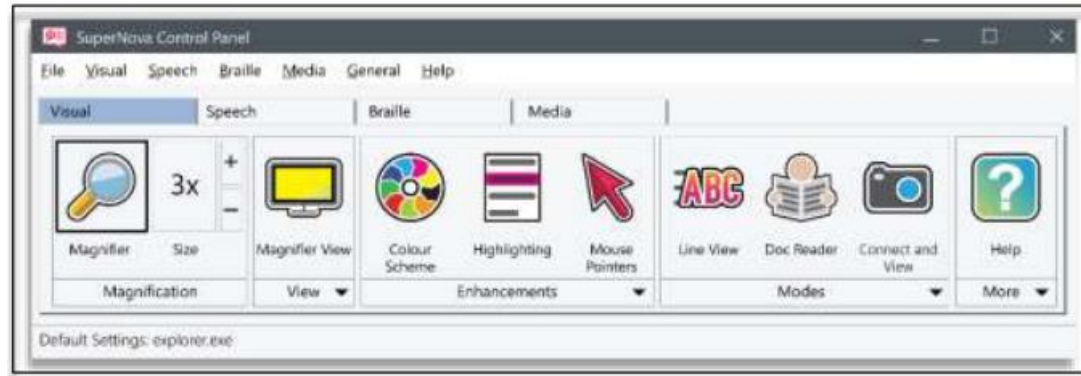 SuperNova Control Panel
File Visual Speech Braille Media General Help
Visual Speech Braille Media
3x + −
ABC ?
Magnifier Size Magnifier View Colour Scheme Highlighting Mouse Pointers Line View Doc Reader Connect and View Help
Magnification View Enhancements Modes More
Default Settings: explorer.exe